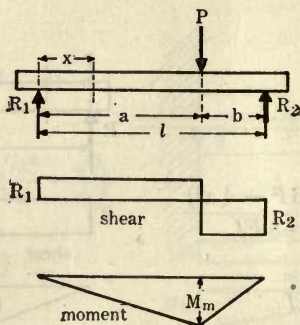 P
x
R₁ a b R₂
l
R₁
shear R₂
Mₘ
moment